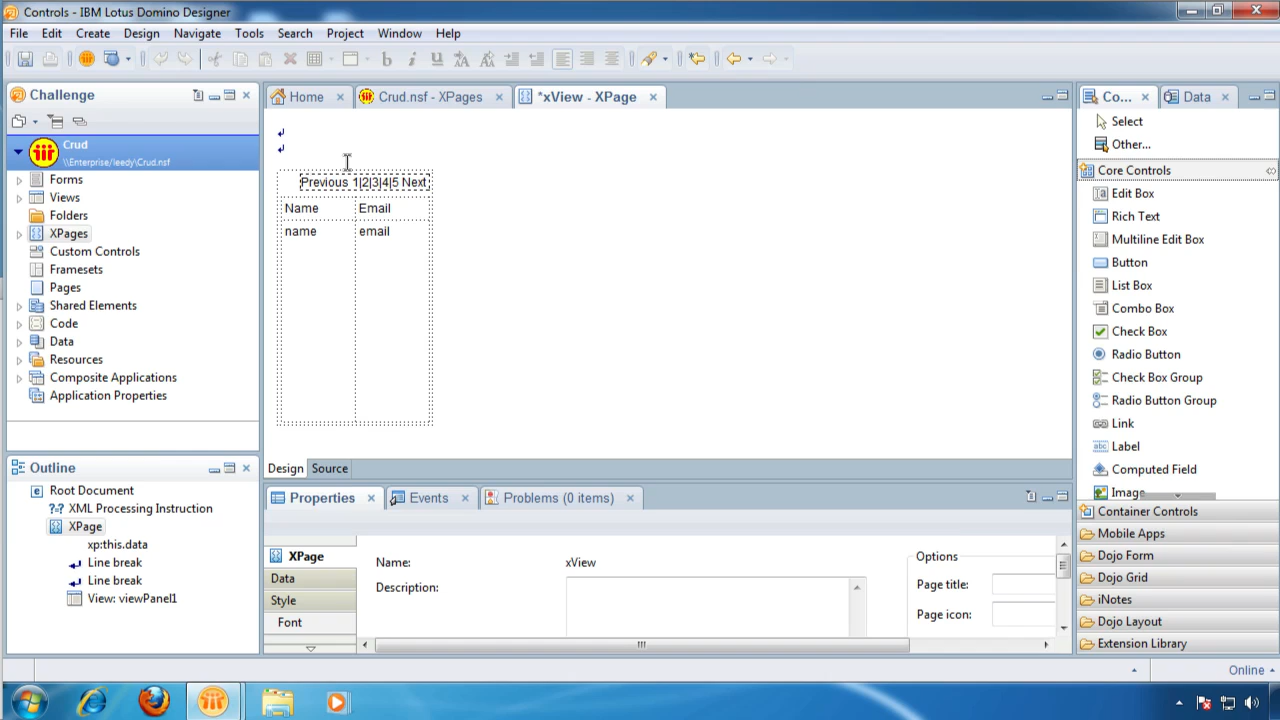 Controls - IBM Lotus Domino Designer
File Edit Create Design Navigate Tools Search Project Window Help
Challenge
Crud
\\Enterprise/leedy\Crud.nsf
Forms
Views
Folders
XPages
Custom Controls
Framesets
Pages
Shared Elements
Code
Data
Resources
Composite Applications
Application Properties
Outline
Root Document
XML Processing Instruction
XPage
xp:this.data
Line break
Line break
View: viewPanel1
Home
Crud.nsf - XPages
*xView - XPage
Previous 1|2|3|4|5 Next
Name Email
name email
Design Source
Properties Events Problems (0 items)
XPage
Data
Style
Font
Name: xView
Description:
Options
Page title:
Page icon:
Co... Data
Select
Other...
Core Controls
Edit Box
Rich Text
Multiline Edit Box
Button
List Box
Combo Box
Check Box
Radio Button
Check Box Group
Radio Button Group
Link
Label
Computed Field
Image
Container Controls
Mobile Apps
Dojo Form
Dojo Grid
iNotes
Dojo Layout
Extension Library
Online